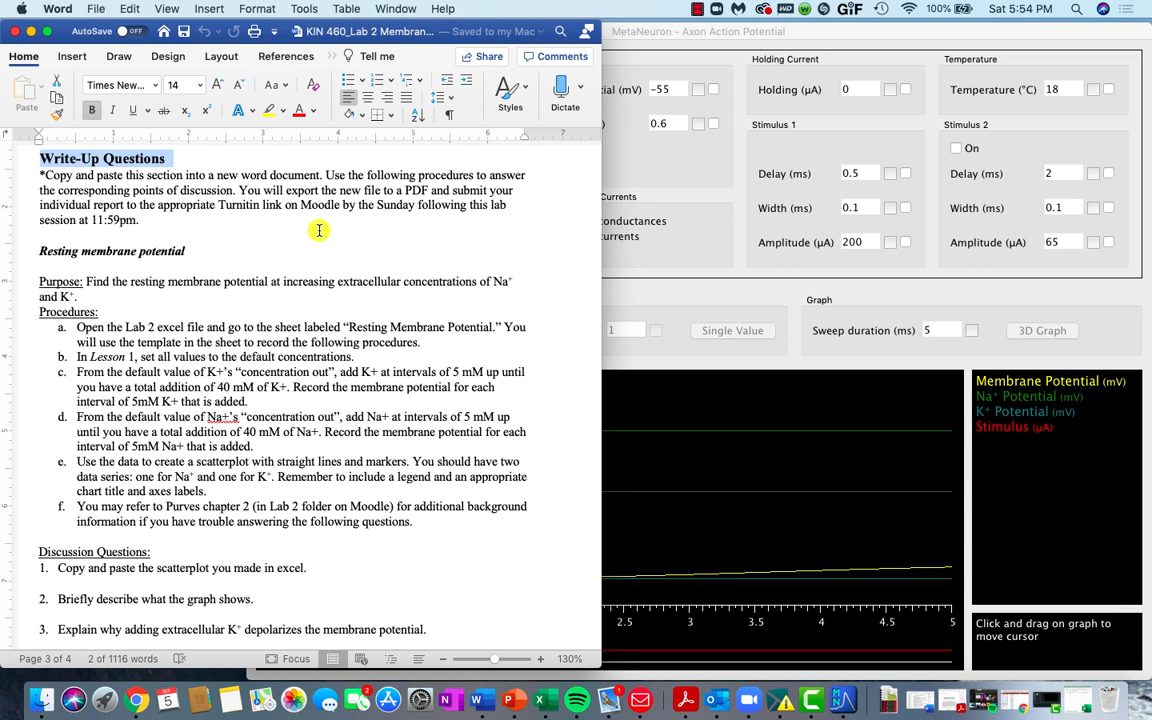 Word File Edit View Insert Format Tools Table Window Help
100% Sat 5:54 PM
AutoSave OFF
KIN 460_Lab 2 Membran... — Saved to my Mac
MetaNeuron - Axon Action Potential
Home Insert Draw Design Layout References Tell me
Share Comments
Paste
Times New... 14
Styles Dictate
1 2 3 4 5 6 7
Write-Up Questions
*Copy and paste this section into a new word document. Use the following procedures to answer
the corresponding points of discussion. You will export the new file to a PDF and submit your
individual report to the appropriate Turnitin link on Moodle by the Sunday following this lab
session at 11:59pm.
Resting membrane potential
Purpose: Find the resting membrane potential at increasing extracellular concentrations of Na⁺
and K⁺.
Procedures:
a. Open the Lab 2 excel file and go to the sheet labeled “Resting Membrane Potential.” You
will use the template in the sheet to record the following procedures.
b. In Lesson 1, set all values to the default concentrations.
c. From the default value of K+’s “concentration out”, add K+ at intervals of 5 mM up until
you have a total addition of 40 mM of K+. Record the membrane potential for each
interval of 5mM K+ that is added.
d. From the default value of Na+’s “concentration out”, add Na+ at intervals of 5 mM up
until you have a total addition of 40 mM of Na+. Record the membrane potential for each
interval of 5mM Na+ that is added.
e. Use the data to create a scatterplot with straight lines and markers. You should have two
data series: one for Na⁺ and one for K⁺. Remember to include a legend and an appropriate
chart title and axes labels.
f. You may refer to Purves chapter 2 (in Lab 2 folder on Moodle) for additional background
information if you have trouble answering the following questions.
Discussion Questions:
1. Copy and paste the scatterplot you made in excel.
2. Briefly describe what the graph shows.
3. Explain why adding extracellular K⁺ depolarizes the membrane potential.
Page 3 of 4 2 of 1116 words Focus 130%
ial (mV) -55
) 0.6
Currents
onductances
urrents
Holding Current
Holding (µA) 0
Temperature
Temperature (°C) 18
Stimulus 1
Delay (ms) 0.5
Width (ms) 0.1
Amplitude (µA) 200
Stimulus 2
On
Delay (ms) 2
Width (ms) 0.1
Amplitude (µA) 65
1 Single Value
Graph
Sweep duration (ms) 5 3D Graph
2.5 3 3.5 4 4.5 5
Membrane Potential (mV)
Na⁺ Potential (mV)
K⁺ Potential (mV)
Stimulus (µA)
Click and drag on graph to
move cursor